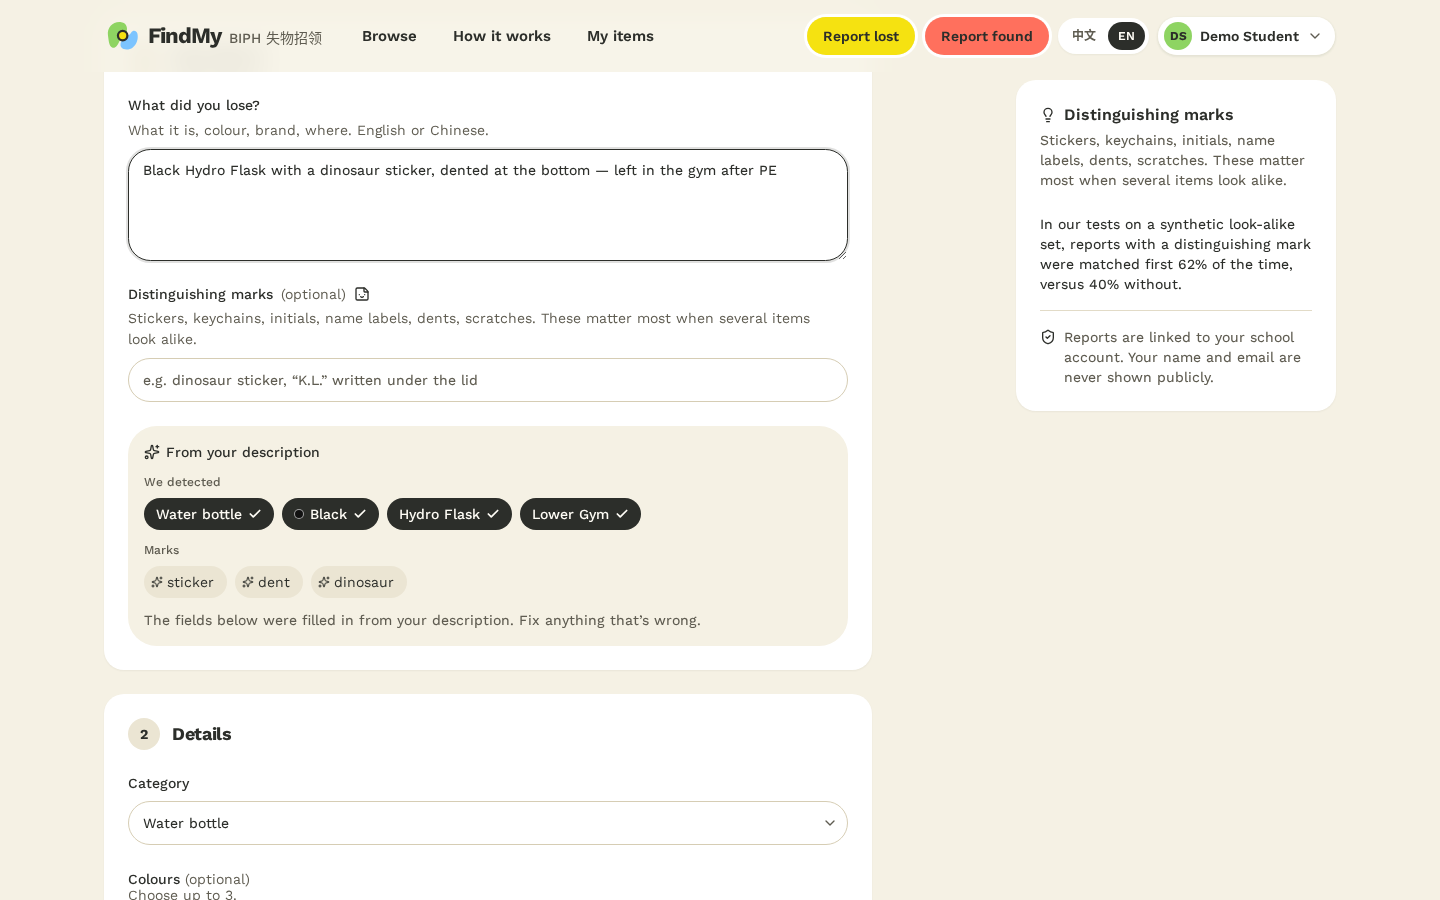 FindMy BIPH 失物招领
Browse
How it works
My items
Report lost
Report found
中文
EN
DS
Demo Student
What did you lose?
What it is, colour, brand, where. English or Chinese.
Black Hydro Flask with a dinosaur sticker, dented at the bottom — left in the gym after PE
Distinguishing marks (optional)
Stickers, keychains, initials, name labels, dents, scratches. These matter most when several items
look alike.
e.g. dinosaur sticker, “K.L.” written under the lid
From your description
We detected
Water bottle
Black
Hydro Flask
Lower Gym
Marks
sticker
dent
dinosaur
The fields below were filled in from your description. Fix anything that’s wrong.
2
Details
Category
Water bottle
Colours (optional)
Choose up to 3.
Distinguishing marks
Stickers, keychains, initials, name
labels, dents, scratches. These matter
most when several items look alike.
In our tests on a synthetic look-alike
set, reports with a distinguishing mark
were matched first 62% of the time,
versus 40% without.
Reports are linked to your school
account. Your name and email are
never shown publicly.